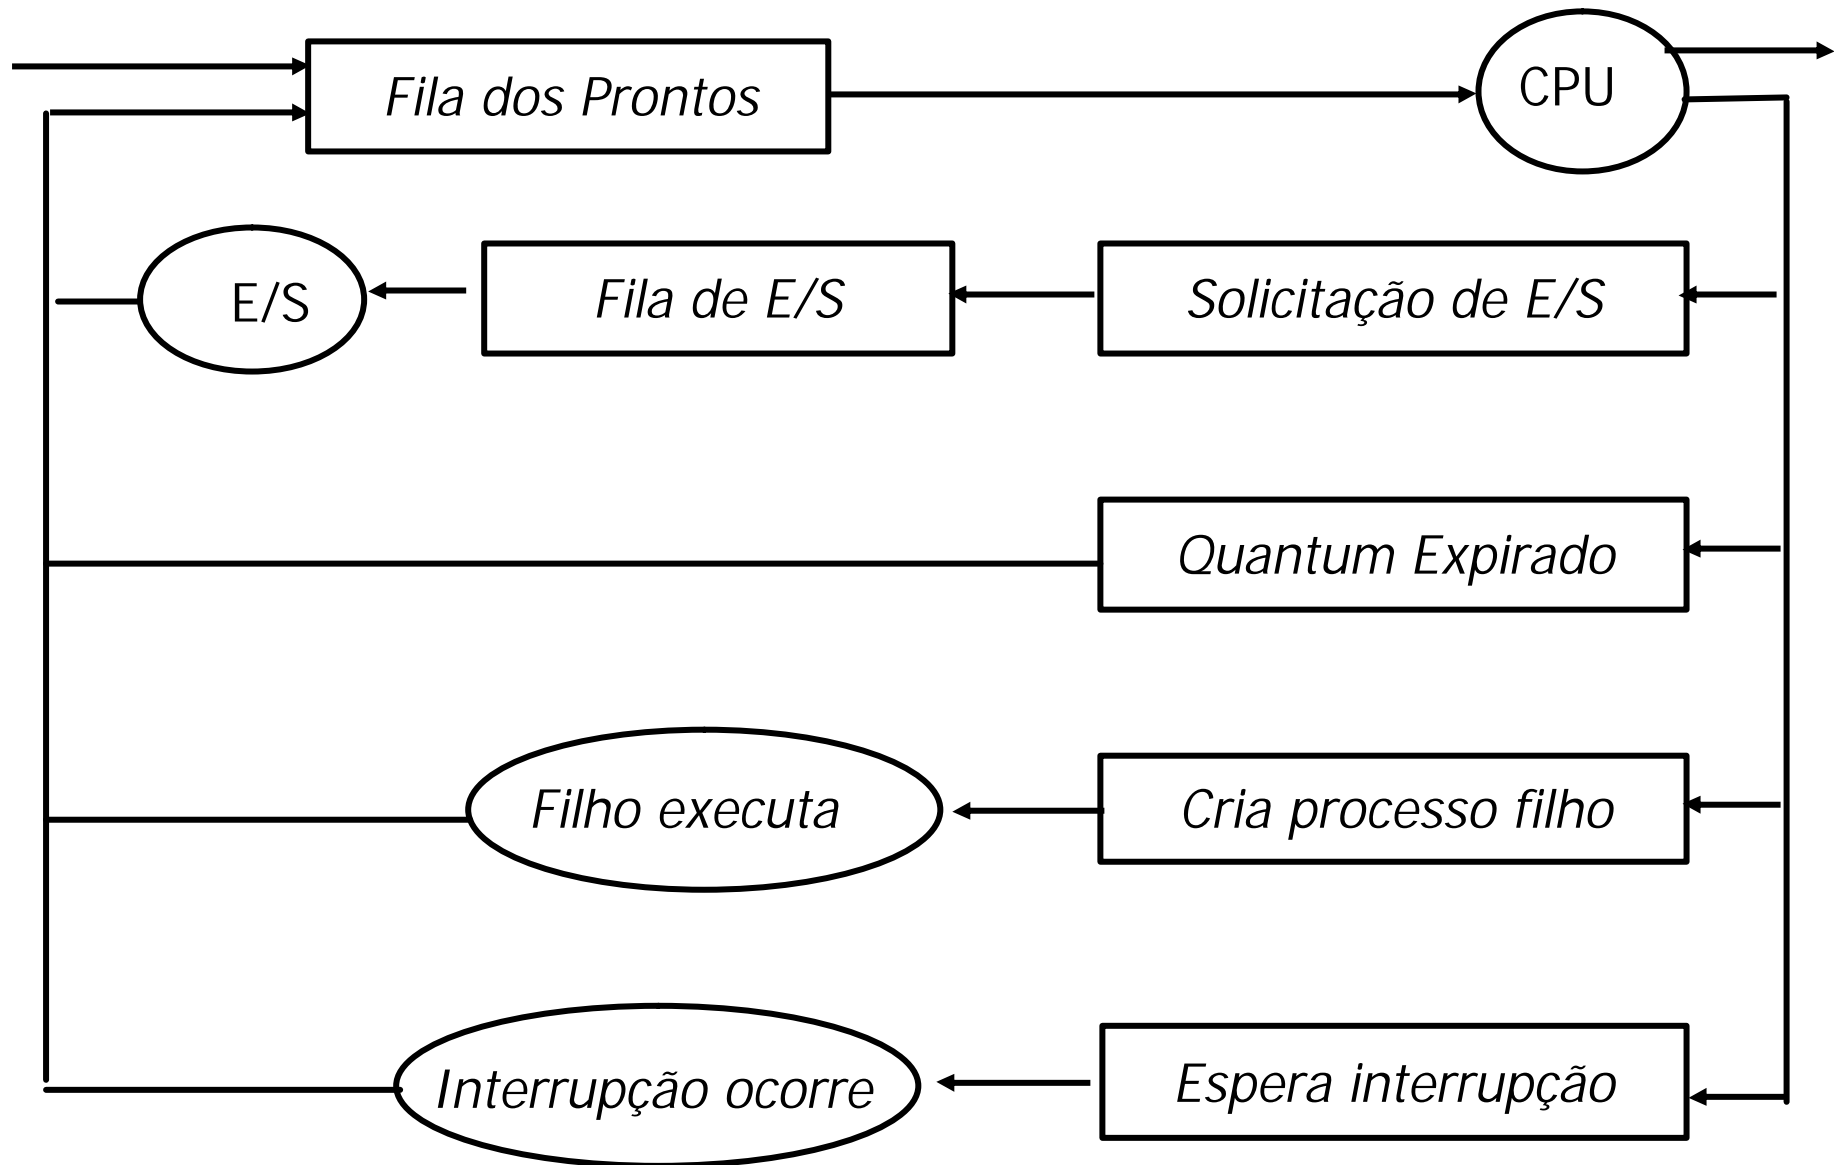 Fila dos Prontos
CPU
E/S
Fila de E/S
Solicitação de E/S
Quantum Expirado
Filho executa
Cria processo filho
Interrupção ocorre
Espera interrupção